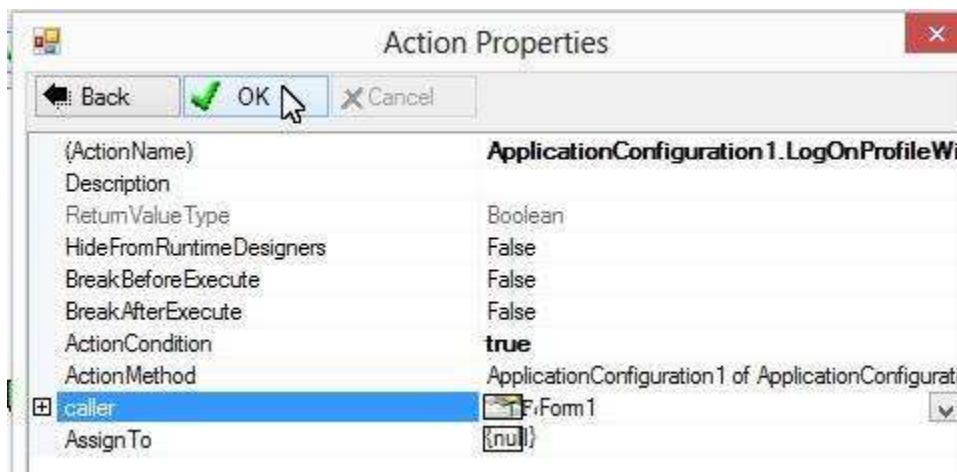 Action Properties
Back OK Cancel
(ActionName) ApplicationConfiguration1.LogOnProfileWi
Description
ReturnValueType Boolean
HideFromRuntimeDesigners False
BreakBeforeExecute False
BreakAfterExecute False
ActionCondition true
ActionMethod ApplicationConfiguration1 of ApplicationConfigurat
caller Form1
AssignTo {null}